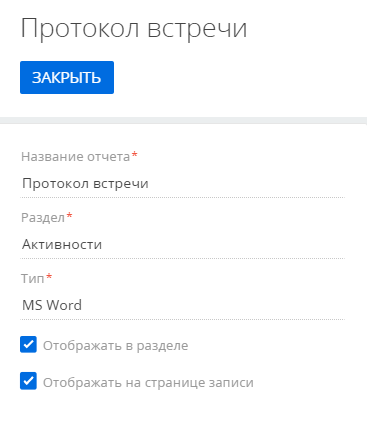 Протокол встречи
ЗАКРЫТЬ
Название отчета*
Протокол встречи
Раздел*
Активности
Тип*
MS Word
Отображать в разделе
Отображать на странице записи